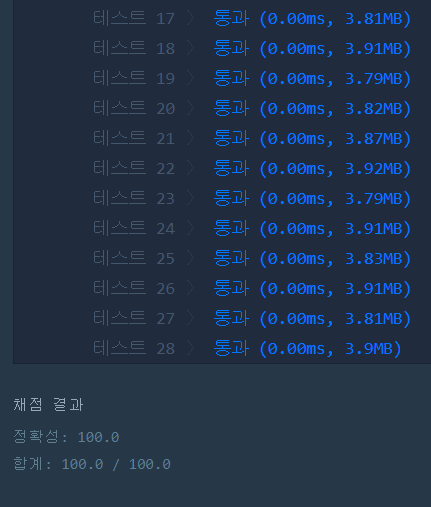 테스트 17 〉 통과 (0.00ms, 3.81MB)
테스트 18 〉 통과 (0.00ms, 3.91MB)
테스트 19 〉 통과 (0.00ms, 3.79MB)
테스트 20 〉 통과 (0.00ms, 3.82MB)
테스트 21 〉 통과 (0.00ms, 3.87MB)
테스트 22 〉 통과 (0.00ms, 3.92MB)
테스트 23 〉 통과 (0.00ms, 3.79MB)
테스트 24 〉 통과 (0.00ms, 3.91MB)
테스트 25 〉 통과 (0.00ms, 3.83MB)
테스트 26 〉 통과 (0.00ms, 3.91MB)
테스트 27 〉 통과 (0.00ms, 3.81MB)
테스트 28 〉 통과 (0.00ms, 3.9MB)
채점 결과
정확성: 100.0
합계: 100.0 / 100.0